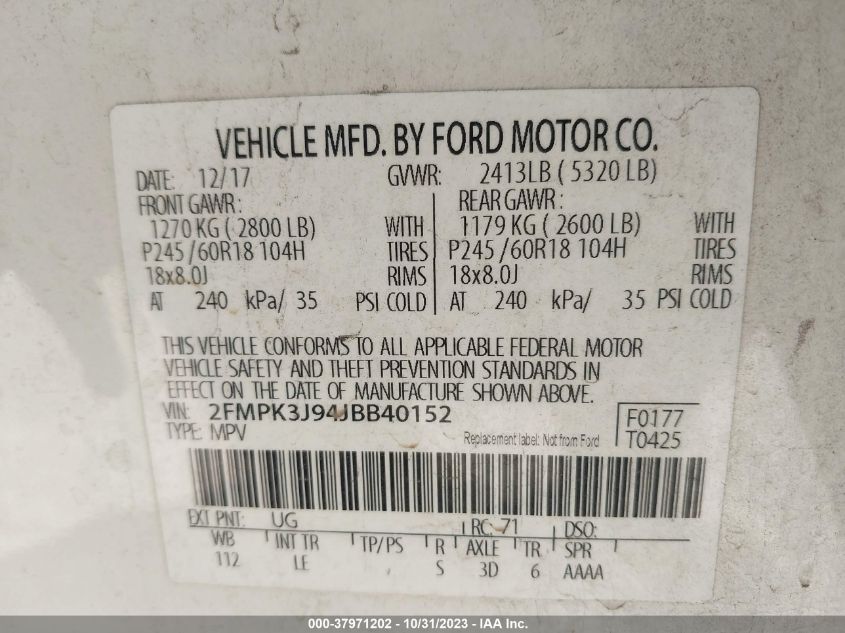 VEHICLE MFD. BY FORD MOTOR CO.
DATE: 12/17 GVWR: 2413LB ( 5320 LB)
FRONT GAWR: REAR GAWR:
1270 KG ( 2800 LB) WITH 1179 KG ( 2600 LB) WITH
P245 /60R18 104H TIRES P245 /60R18 104H TIRES
18x8.0J RIMS 18x8.0J RIMS
AT 240 kPa/ 35 PSI COLD AT 240 kPa/ 35 PSI COLD
THIS VEHICLE CONFORMS TO ALL APPLICABLE FEDERAL MOTOR
VEHICLE SAFETY AND THEFT PREVENTION STANDARDS IN
EFFECT ON THE DATE OF MANUFACTURE SHOWN ABOVE.
VIN: 2FMPK3J94JBB40152 F0177
TYPE: MPV Replacement label: Not from Ford T0425
EXT PNT: UG RC: 71 DSO:
WB INT TR TP/PS R AXLE TR SPR
112 LE , S 3D 6 AAAA
000-37971202 - 10/31/2023 - IAA Inc.